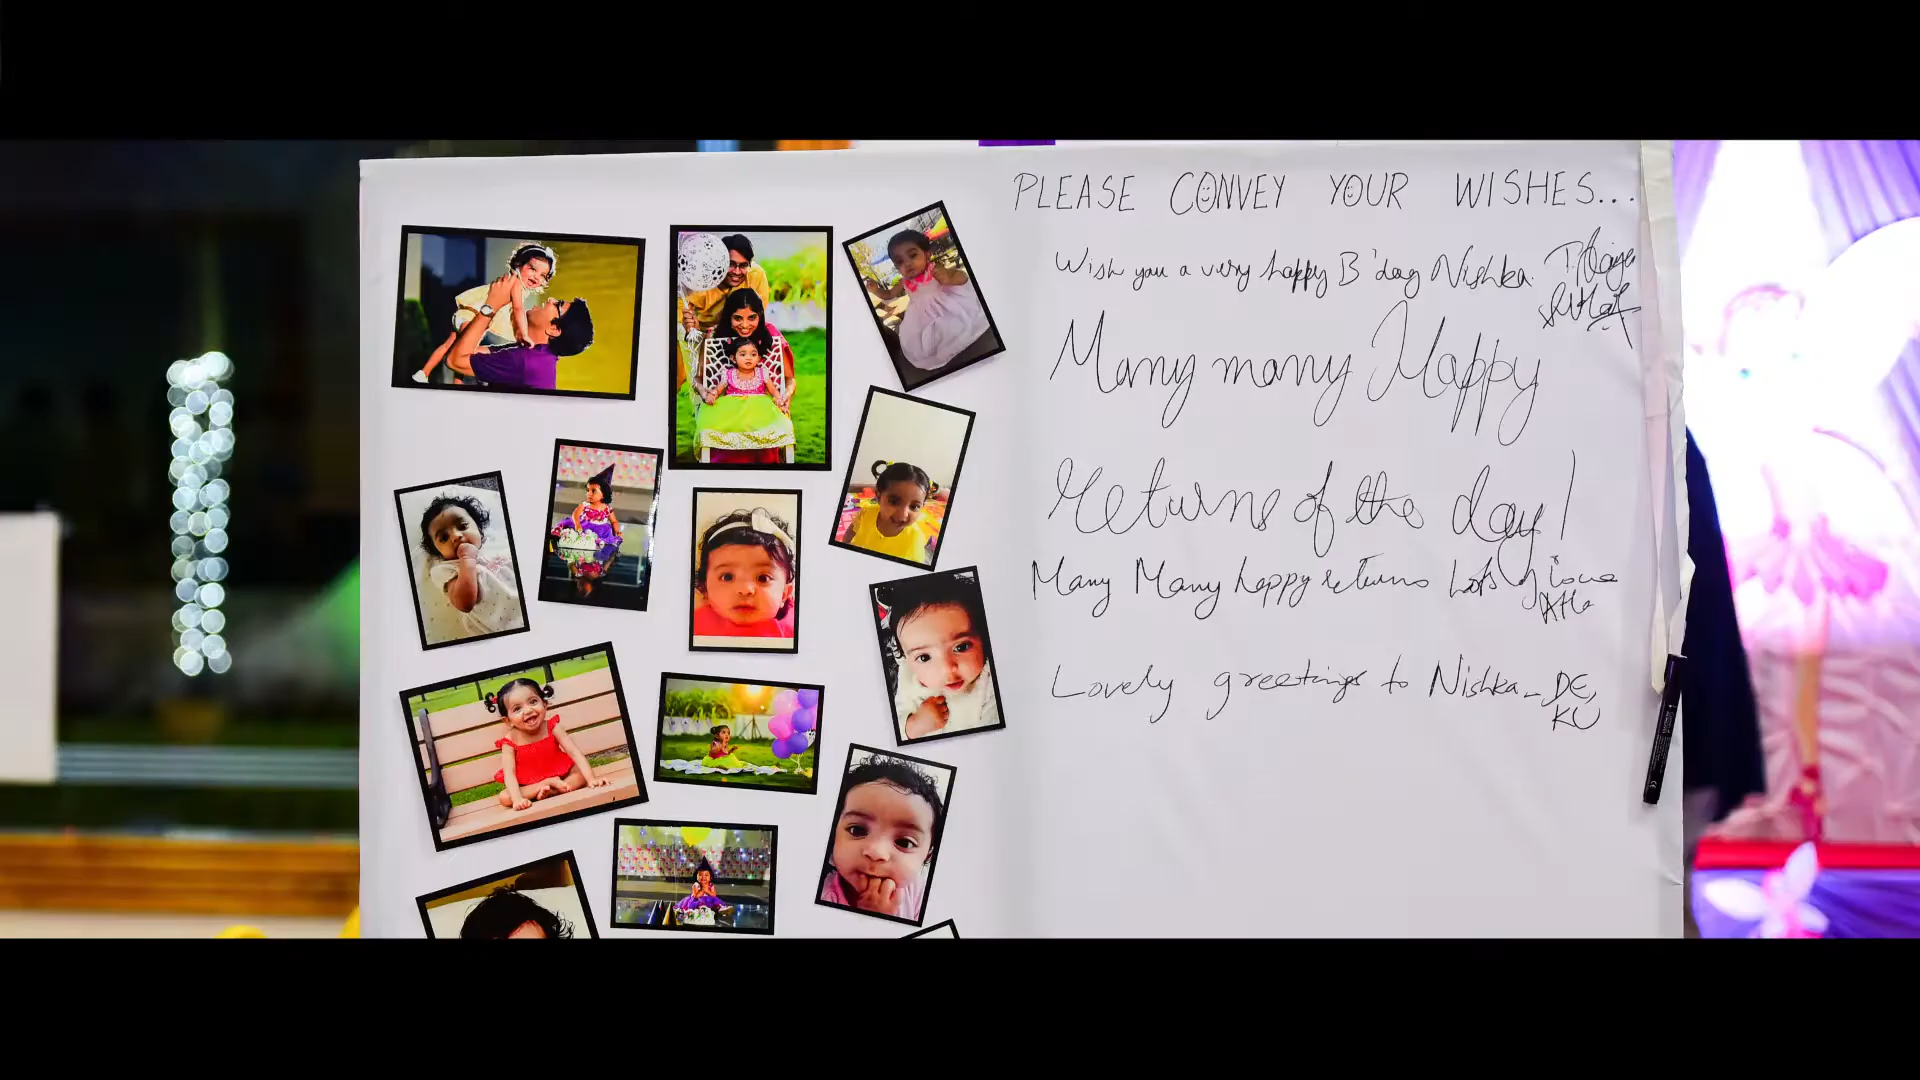 PLEASE CONVEY YOUR WISHES...
Wish you a very happy B'day Nishka.
Many many Happy
returns of the day!
Many Many happy returns Lots of love
Lovely greetings to Nishka - DE,
KU